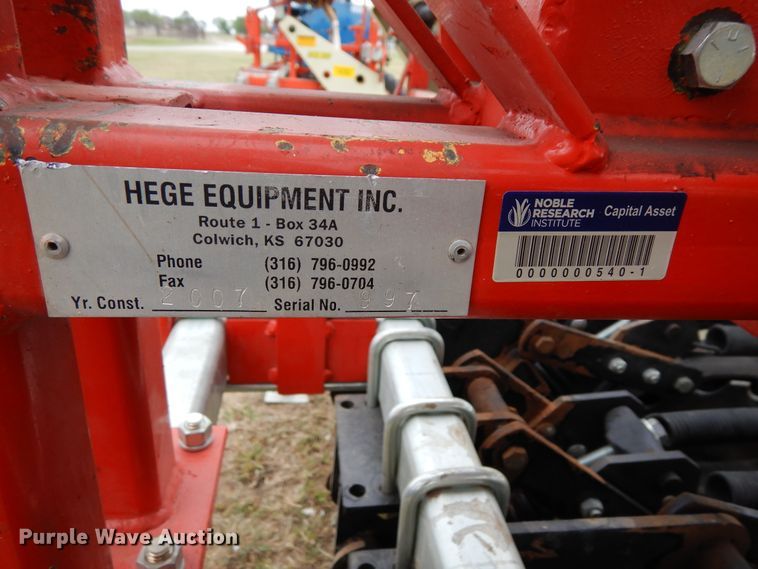 HEGE EQUIPMENT INC.
Route 1 - Box 34A
Colwich, KS 67030
Phone (316) 796-0992
Fax (316) 796-0704
Yr. Const. 2007 Serial No. 997
NOBLE RESEARCH INSTITUTE Capital Asset
0000000540-1
Purple Wave Auction